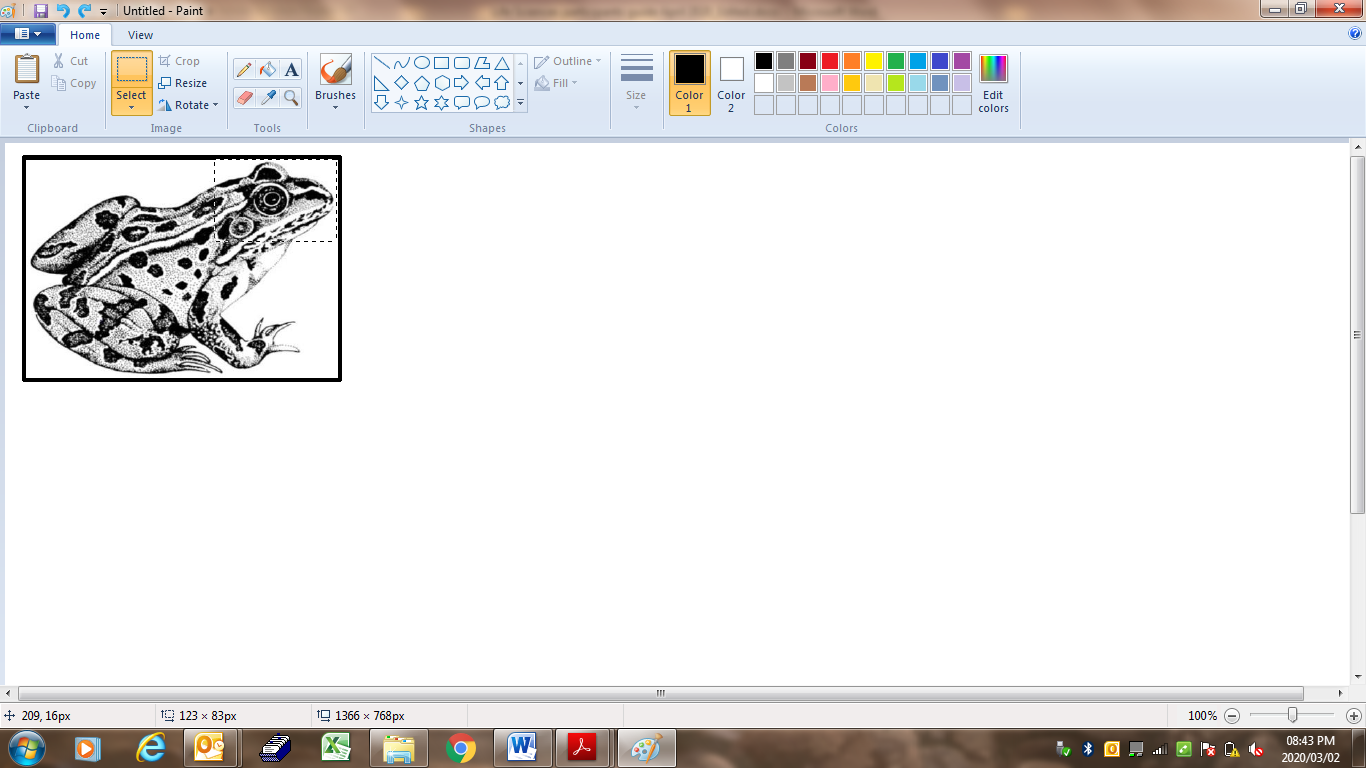 Untitled - Paint
Home
View
Paste
Cut
Copy
Clipboard
Select
Crop
Resize
Rotate
Image
A
Tools
Brushes
Outline
Fill
Shapes
Size
Color
1
Color
2
Edit
colors
Colors
209, 16px
123 × 83px
1366 × 768px
100%
08:43 PM
2020/03/02